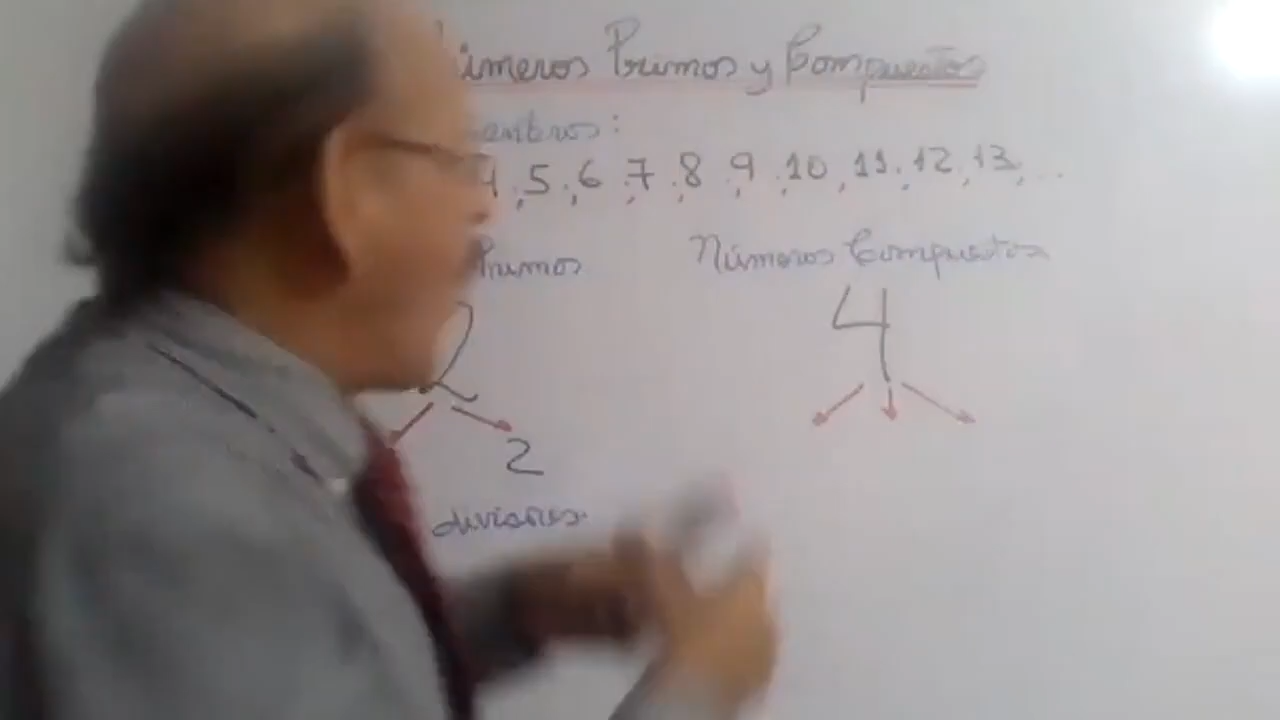 Números Primos y Compuestos
4, 5, 6, 7, 8, 9, 10, 11, 12, 13, ...
Primos Números Compuestos
2 4
2
divisores